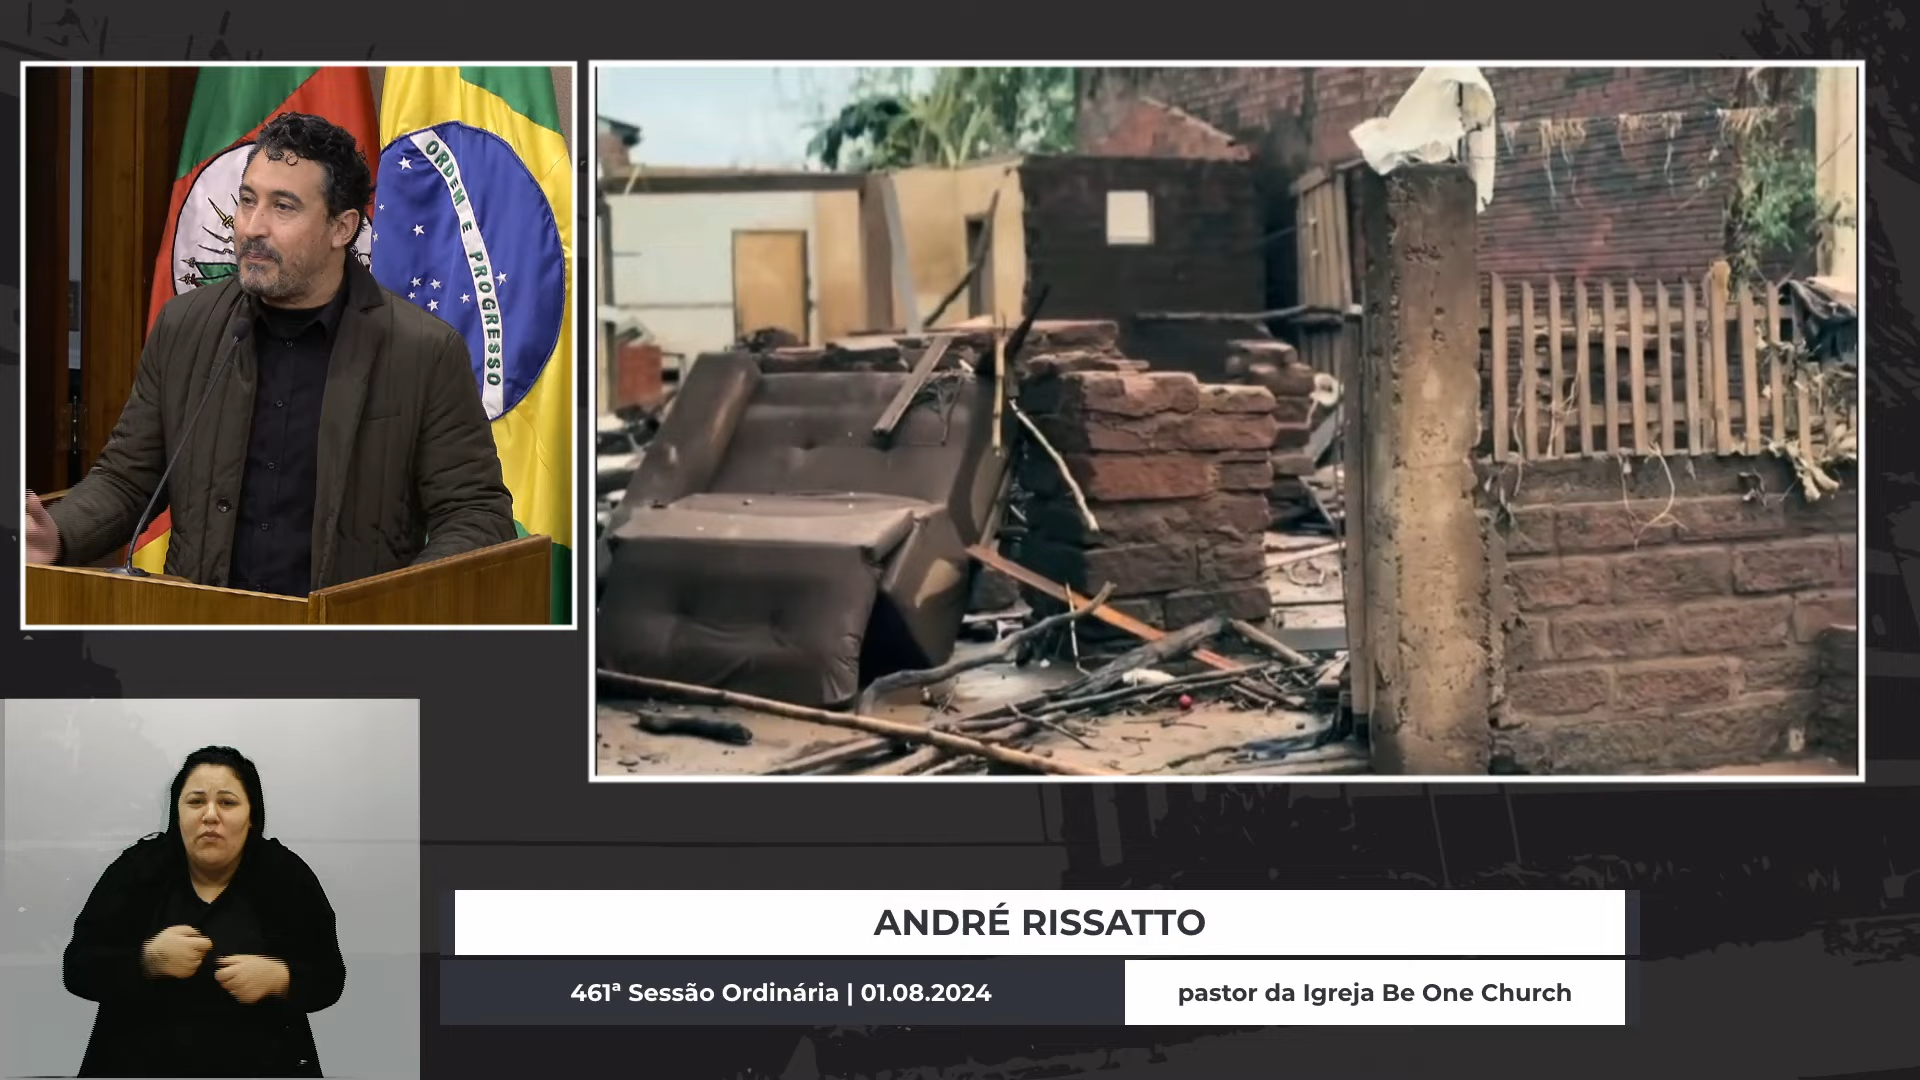 ORDEM E PROGRESSO
ANDRÉ RISSATTO
461ª Sessão Ordinária | 01.08.2024
pastor da Igreja Be One Church